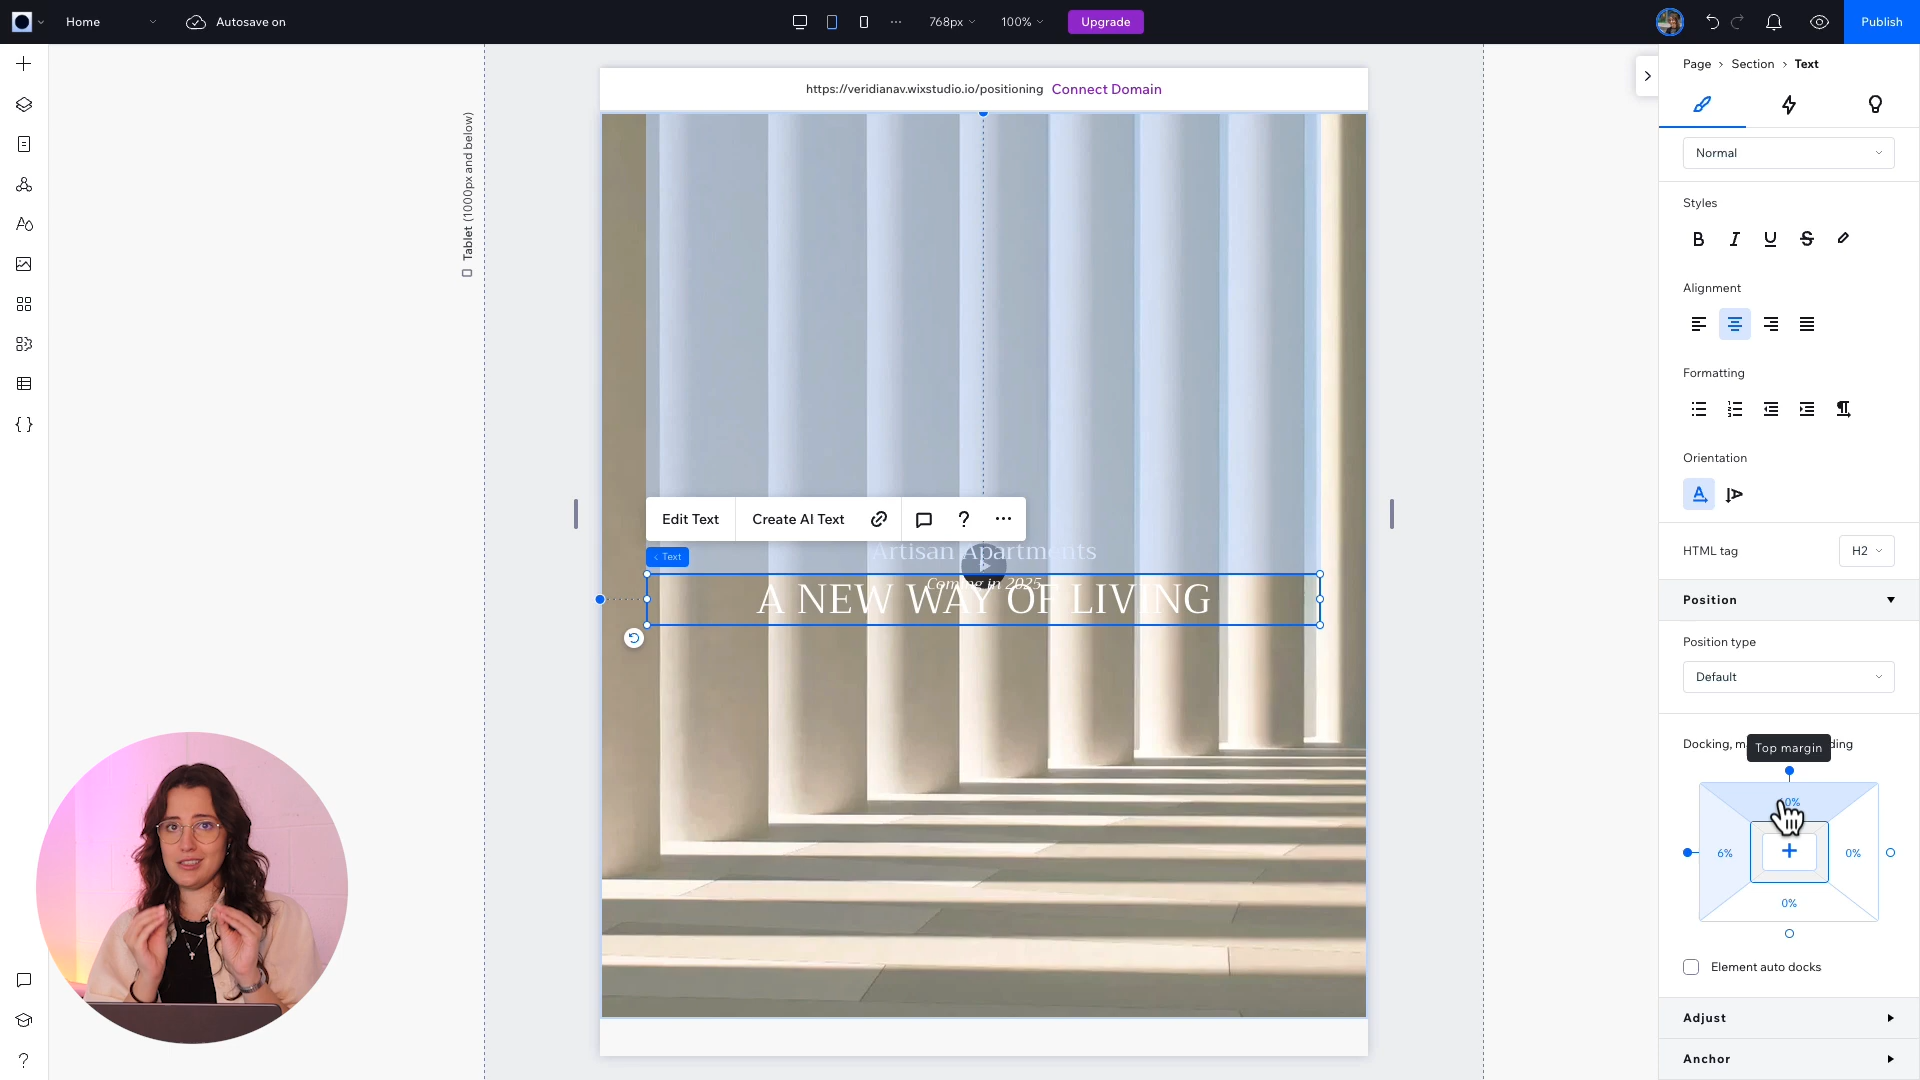 Home
Autosave on
768px
100%
Upgrade
Publish
https://veridianav.wixstudio.io/positioning Connect Domain
Tablet (1000px and below)
Edit Text
Create AI Text
< Text
Artisan Apartments
Coming in 2025
A NEW WAY OF LIVING
Page > Section > Text
Normal
Styles
Alignment
Formatting
Orientation
HTML tag
H2
Position
Position type
Default
Top margin
6%
0%
0%
Element auto docks
Adjust
Anchor